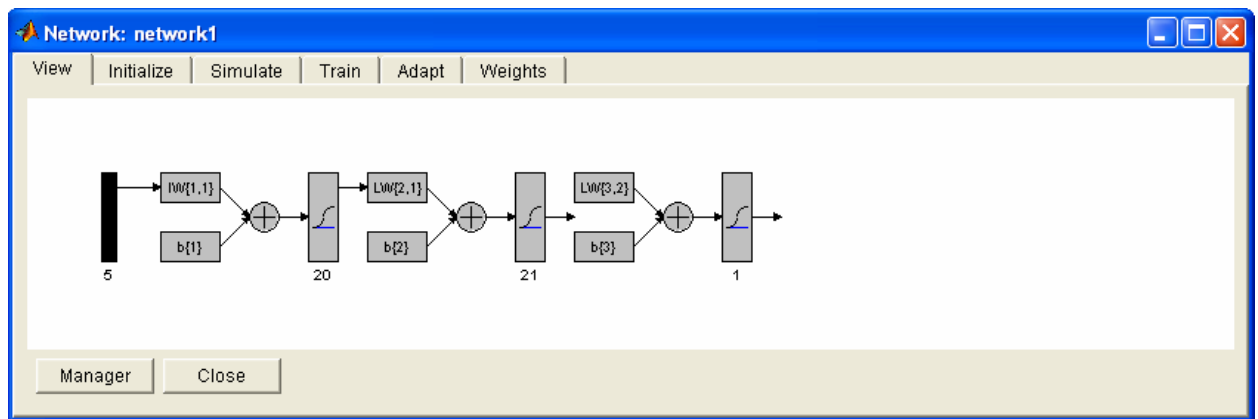 Network: network1
View Initialize Simulate Train Adapt Weights
IW{1,1} LW{2,1} LW{3,2}
b{1} b{2} b{3}
5 20 21 1
Manager Close